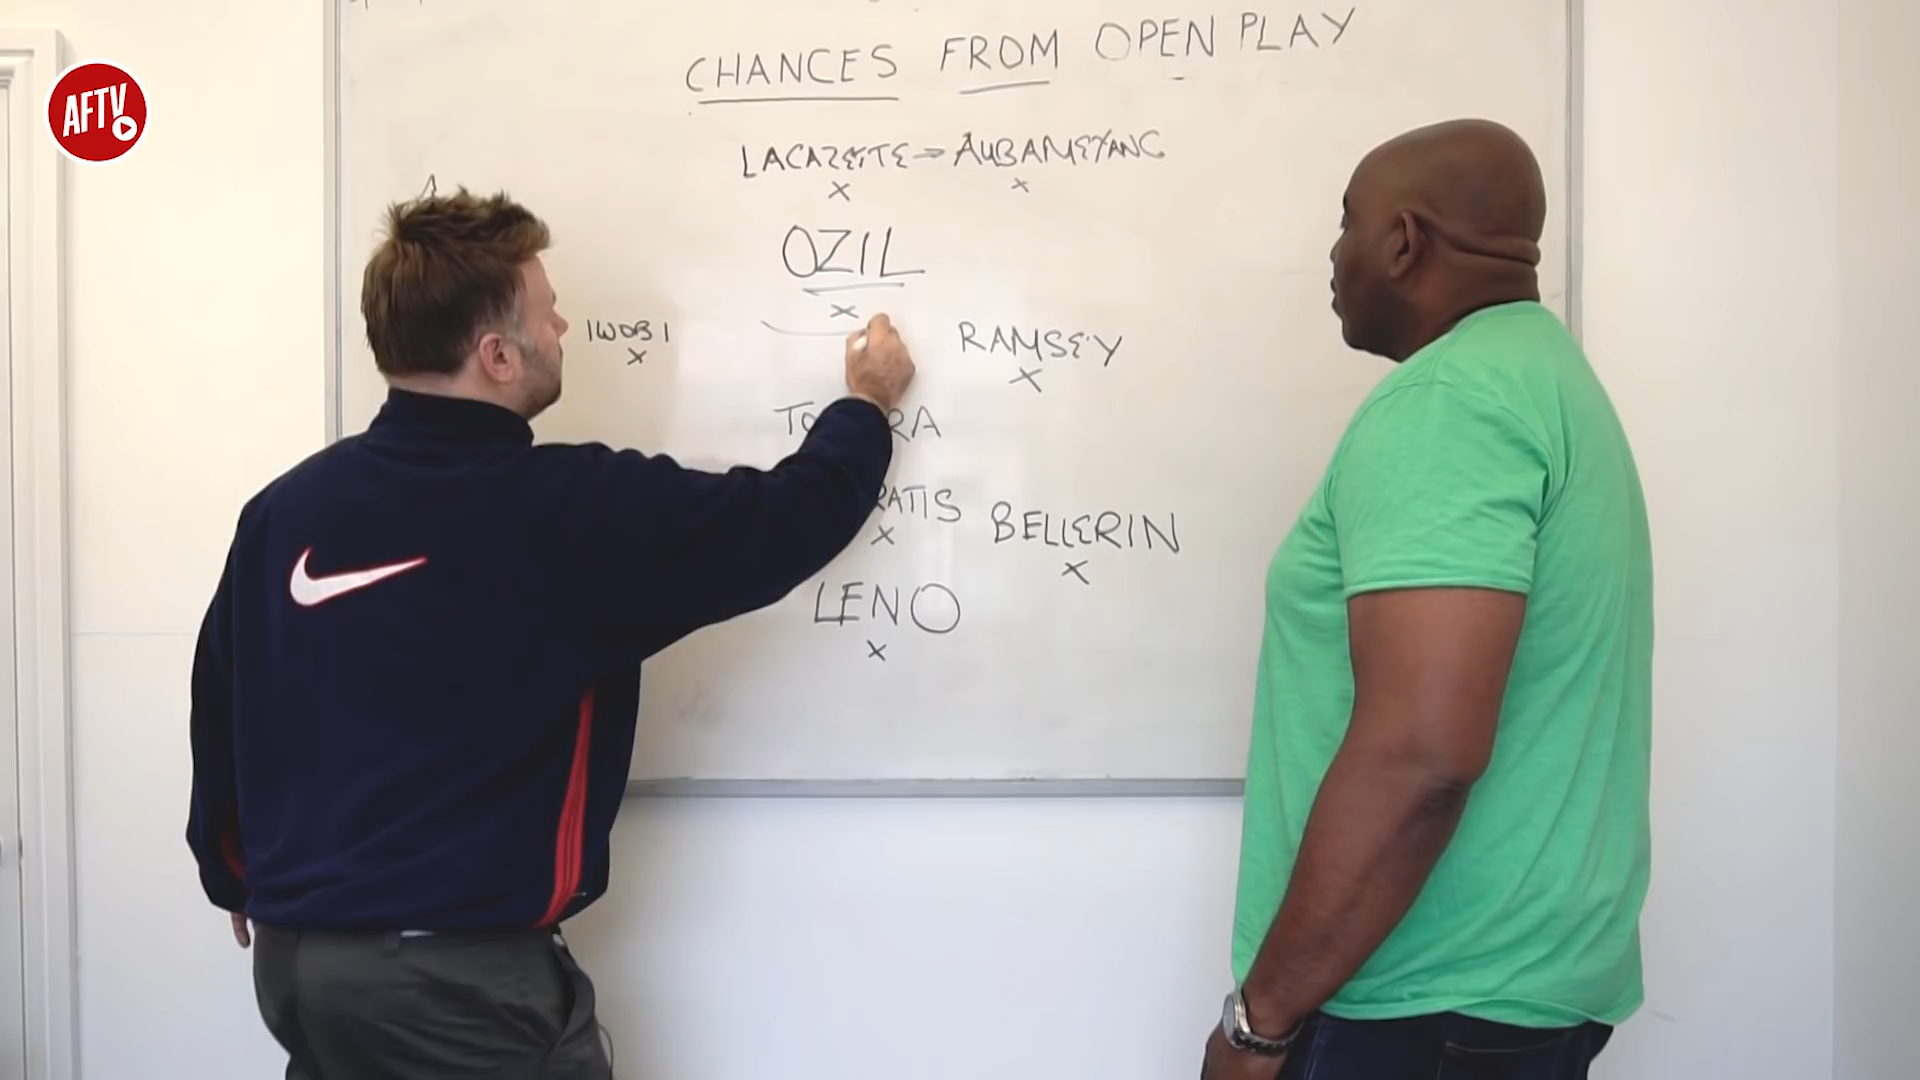 AFTV
CHANCES FROM OPEN PLAY
LACAZETTE → AUBAMEYANG
x x
OZIL
x
IWOBI
x
RAMSEY
x
BELLERIN
x
LENO
x